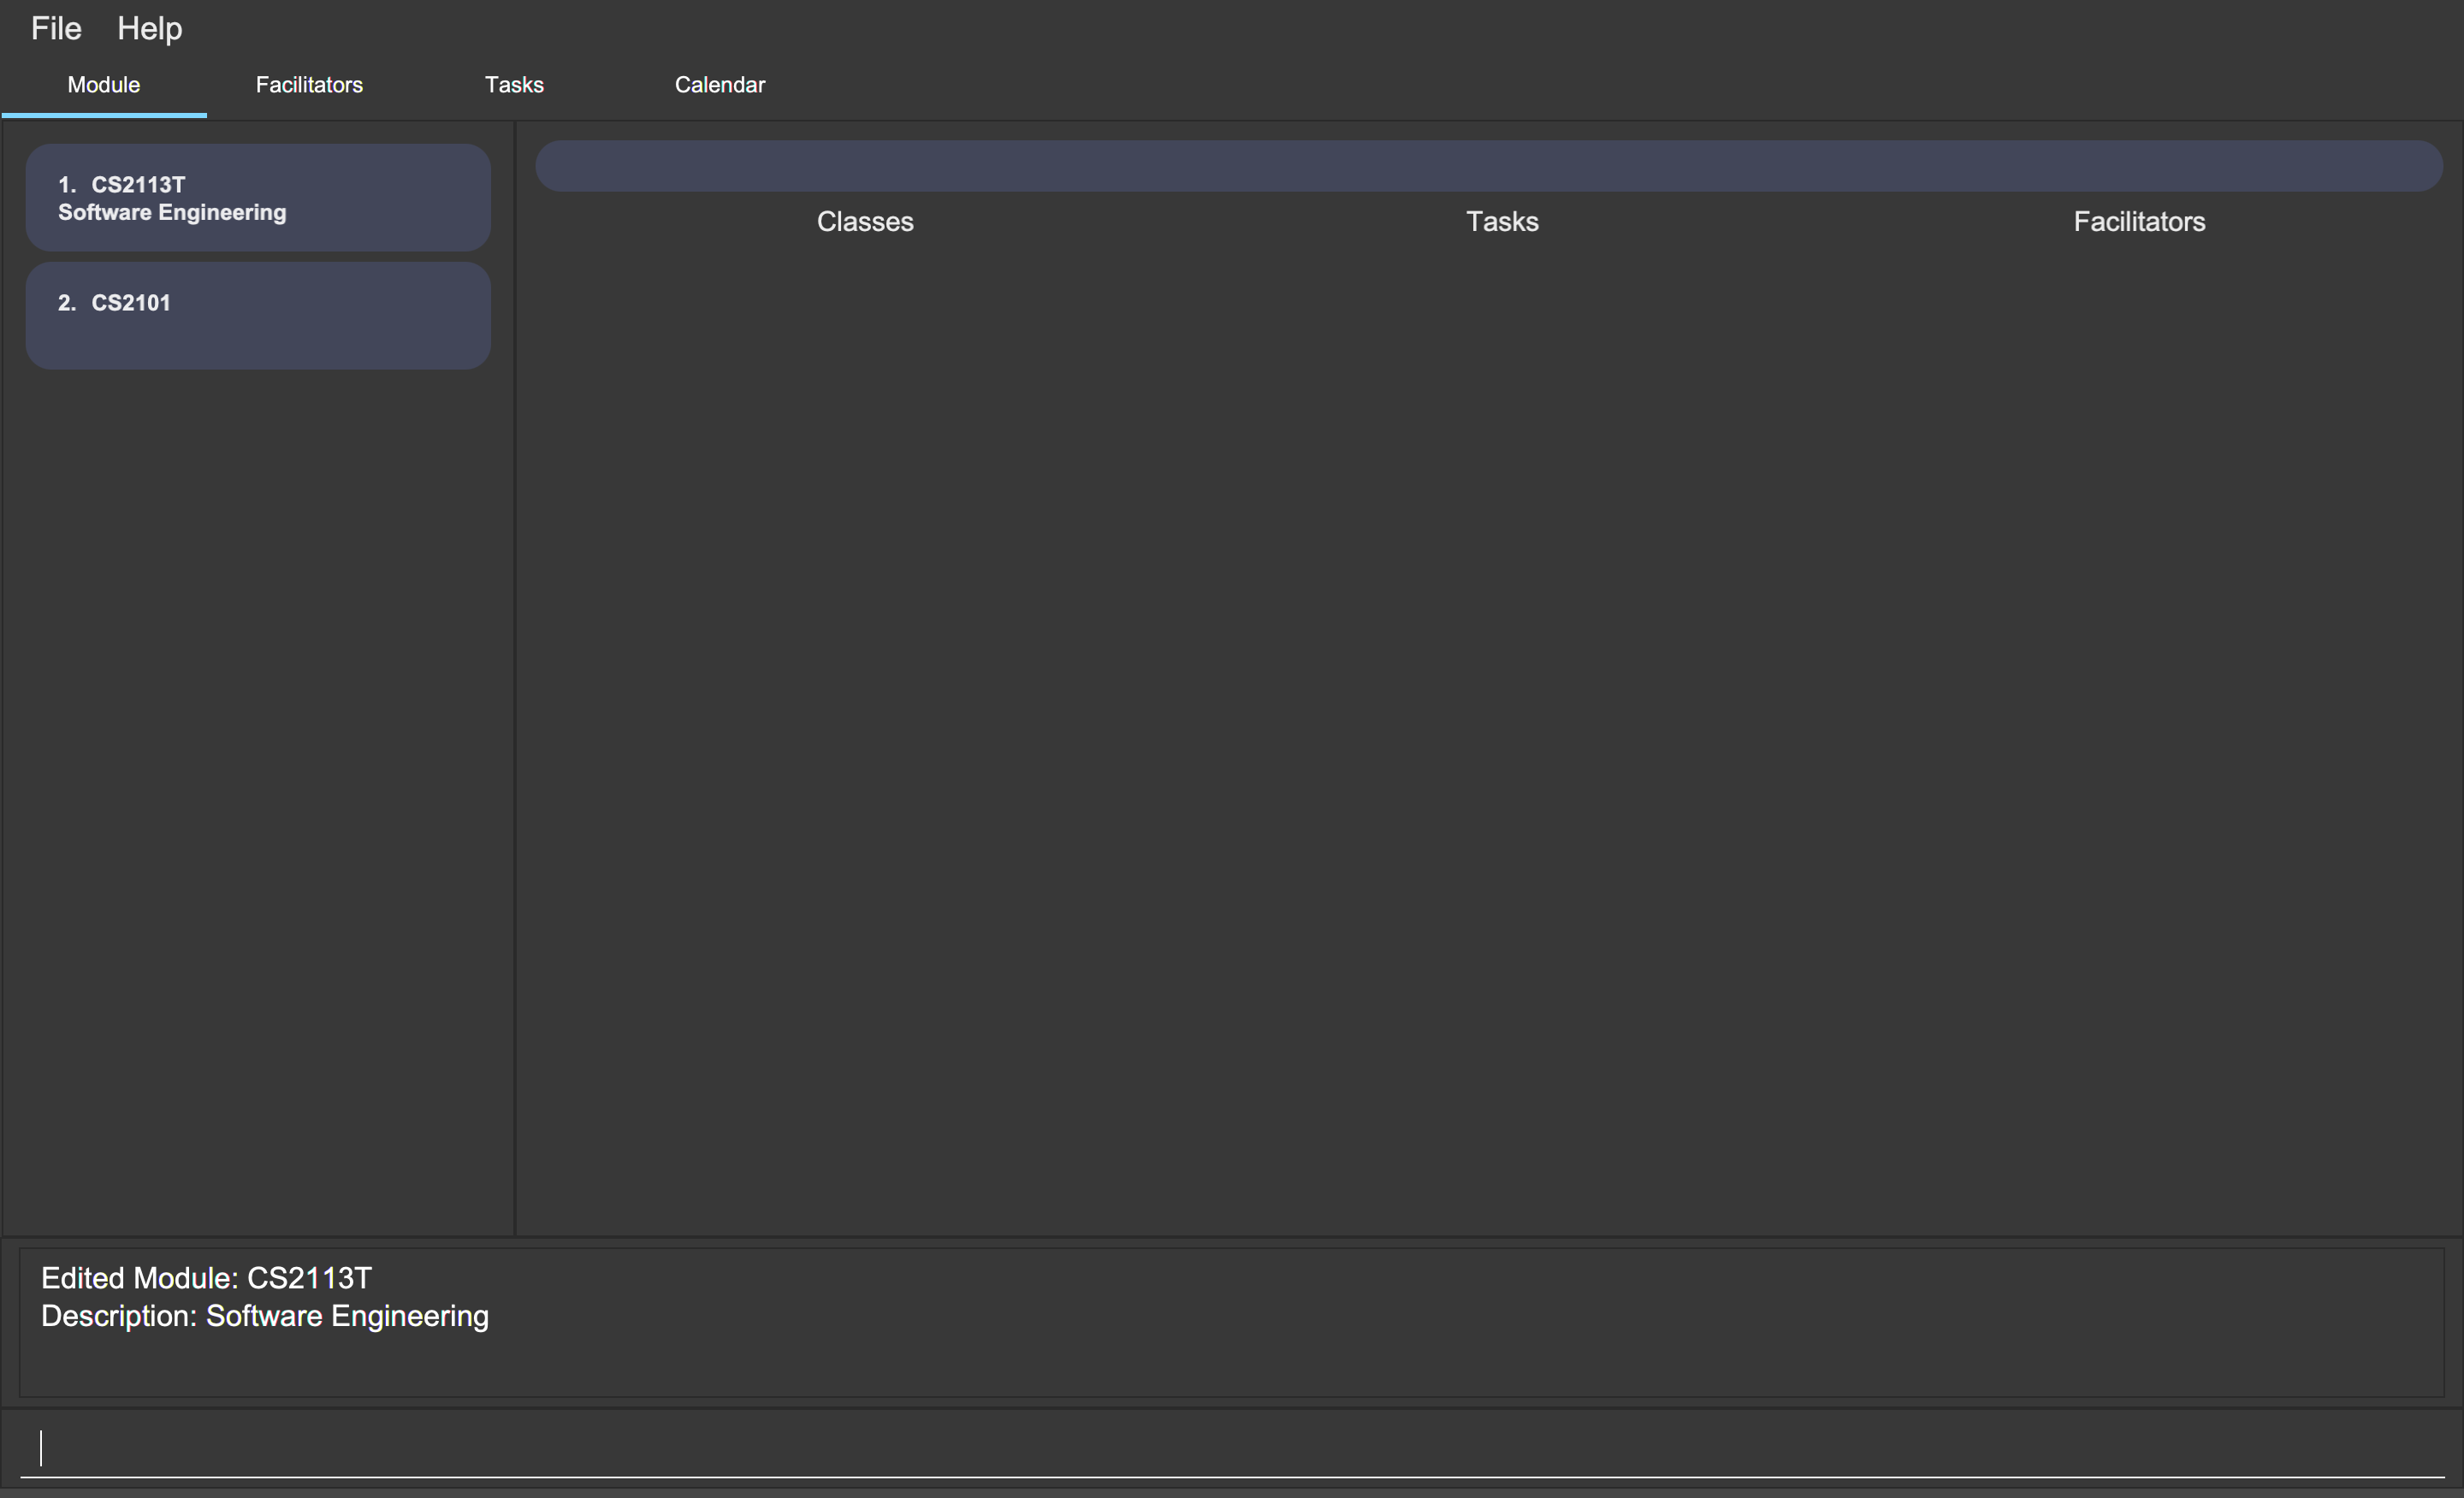 File Help
Module Facilitators Tasks Calendar
1. CS2113T
Software Engineering
2. CS2101
Classes Tasks Facilitators
Edited Module: CS2113T
Description: Software Engineering